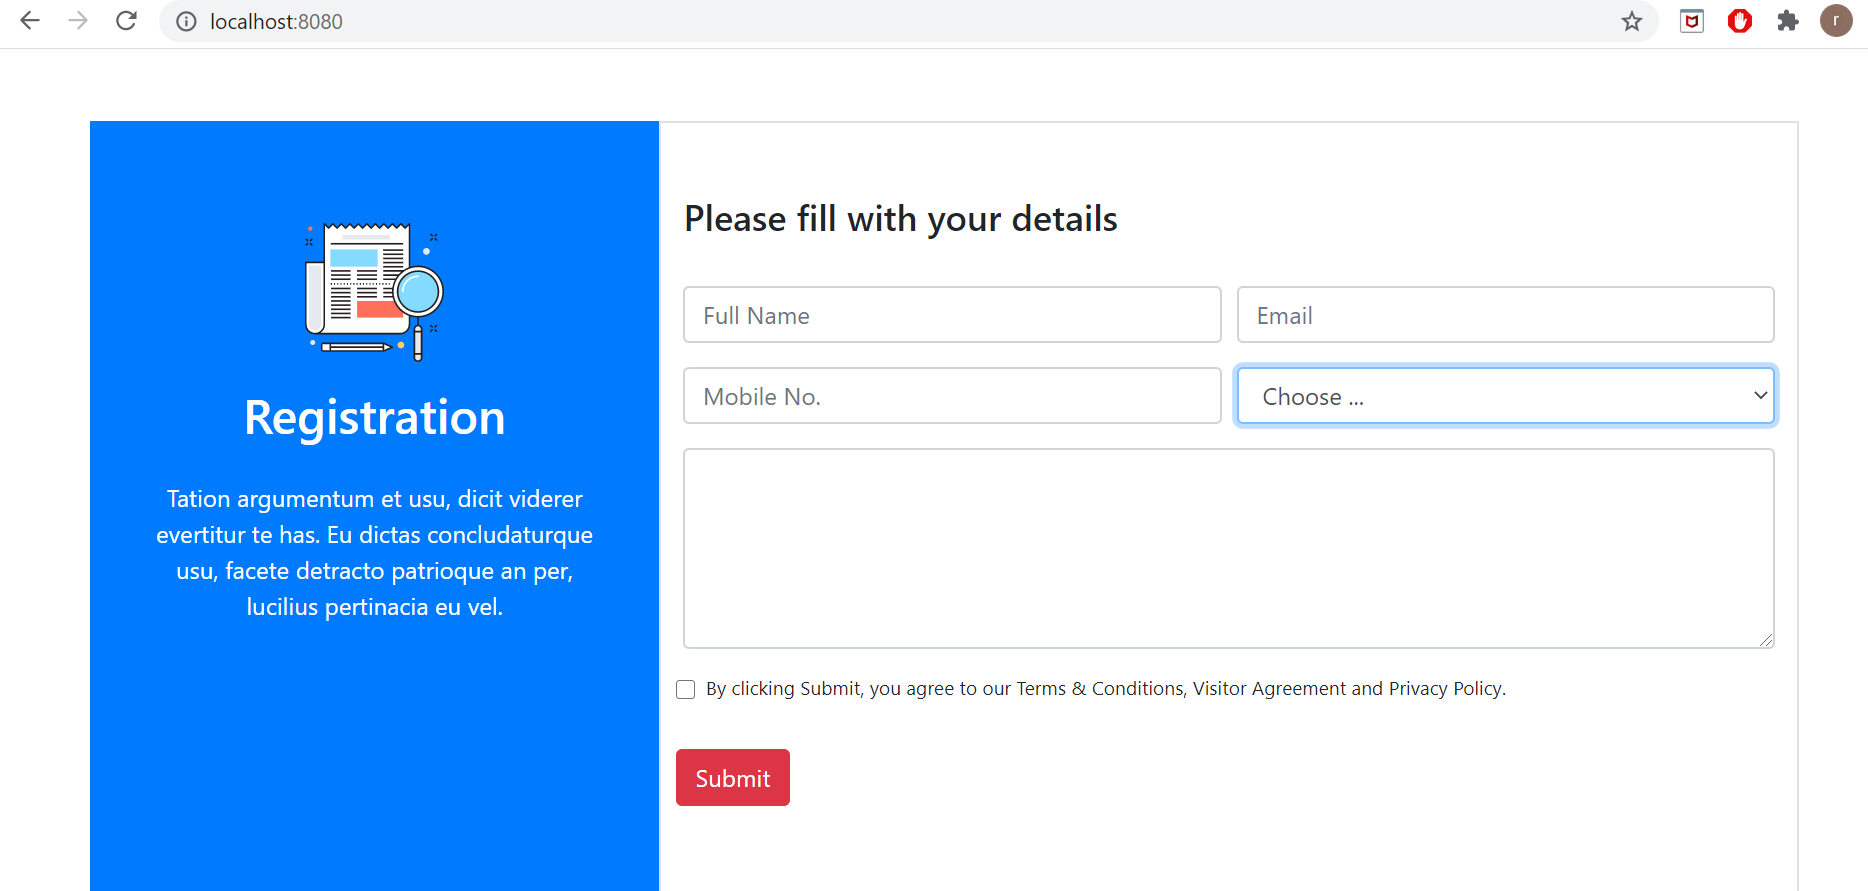 localhost:8080
r
Please fill with your details
Full Name
Email
Mobile No.
Choose ...
Registration
Tation argumentum et usu, dicit viderer
evertitur te has. Eu dictas concludaturque
usu, facete detracto patrioque an per,
lucilius pertinacia eu vel.
By clicking Submit, you agree to our Terms & Conditions, Visitor Agreement and Privacy Policy.
Submit